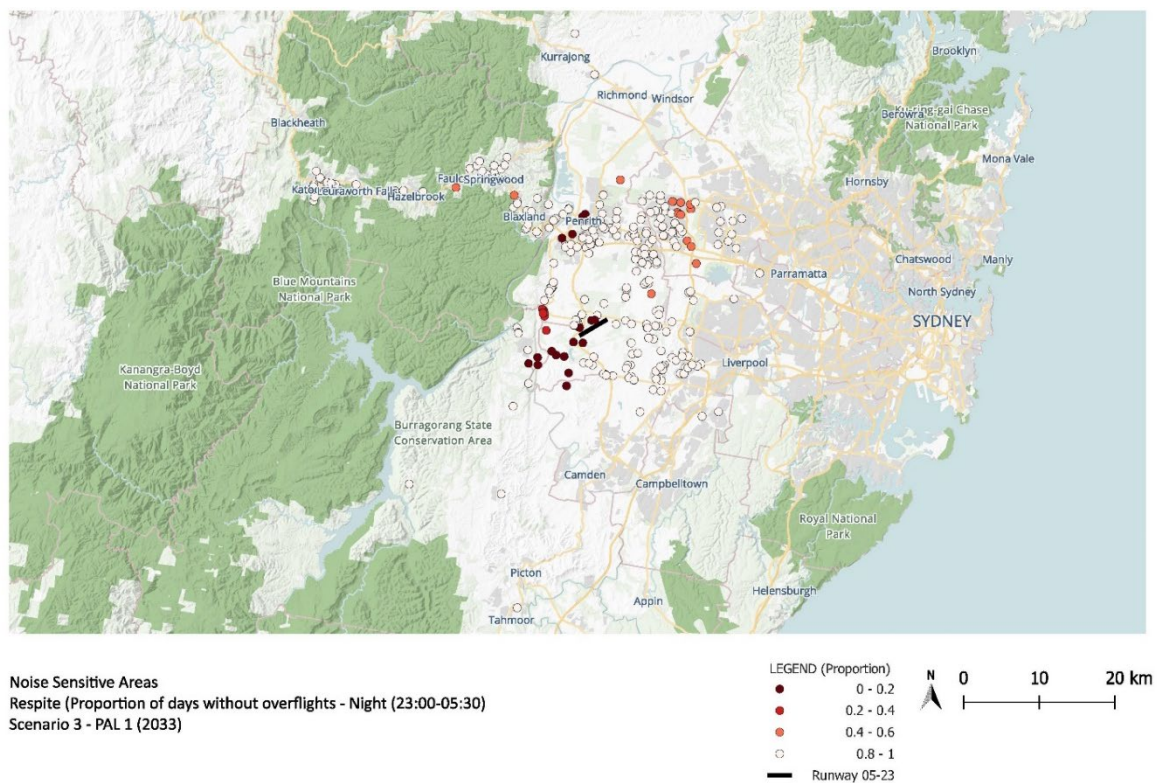 Brooklyn
Kurrajong
Richmond Windsor
Ku-ring-gai Chase
Berowra
National Park
Blackheath
Mona Vale
Hornsby
Faulc Springwood
Kato Leura worth Falls
Hazelbrook
Blaxland
Penrith
Chatswood
Manly
Parramatta
Blue Mountains
National Park
North Sydney
SYDNEY
Liverpool
Kanangra-Boyd
National Park
Burragorang State
Conservation Area
Camden
Campbelltown
Royal National
Park
Picton
Helensburgh
Appin
Tahmoor
Noise Sensitive Areas
Respite (Proportion of days without overflights - Night (23:00-05:30)
Scenario 3 - PAL 1 (2033)
LEGEND (Proportion)
0 - 0.2
0.2 - 0.4
0.4 - 0.6
0.8 - 1
Runway 05-23
N
0 10 20 km